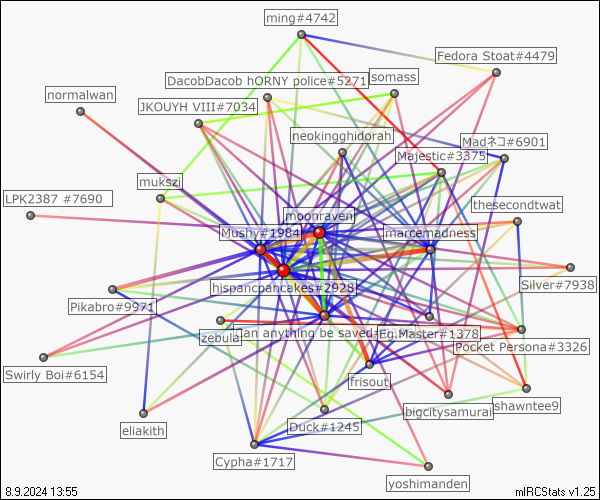 ming#4742
Fedora Stoat#4479
DacobDacob hORNY police#5271
somass
normalwan
JKOUYH VIII#7034
neokingghidorah
Madネコ#6901
Majestic#3375
mukszi
LPK2387 #7690
thesecondtwat
moonraven
Mushy#1984
marcemadness
hispancpancakes#2928
Silver#7938
Pikabro#9971
zebula
can anything be saved
Eq.Master#1378
Pocket Persona#3326
Swirly Boi#6154
frisout
bigcitysamurai
shawntee9
eliakith
Duck#1245
Cypha#1717
yoshimanden
8.9.2024 13:55
mIRCStats v1.25